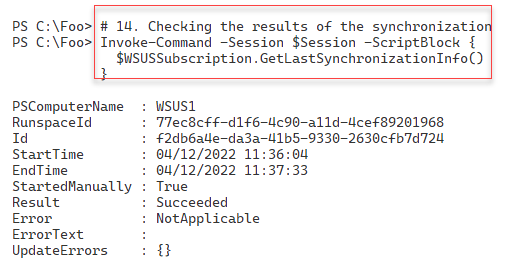 PS C:\Foo> # 14. Checking the results of the synchronization
PS C:\Foo> Invoke-Command -Session $Session -ScriptBlock {
$WSUSSubscription.GetLastSynchronizationInfo()
}
PSComputerName : WSUS1
RunspaceId : 77ec8cff-d1f6-4c90-a11d-4cef89201968
Id : f2db6a4e-da3a-41b5-9330-2630cfb7d724
StartTime : 04/12/2022 11:36:04
EndTime : 04/12/2022 11:37:33
StartedManually : True
Result : Succeeded
Error : NotApplicable
ErrorText :
UpdateErrors : {}